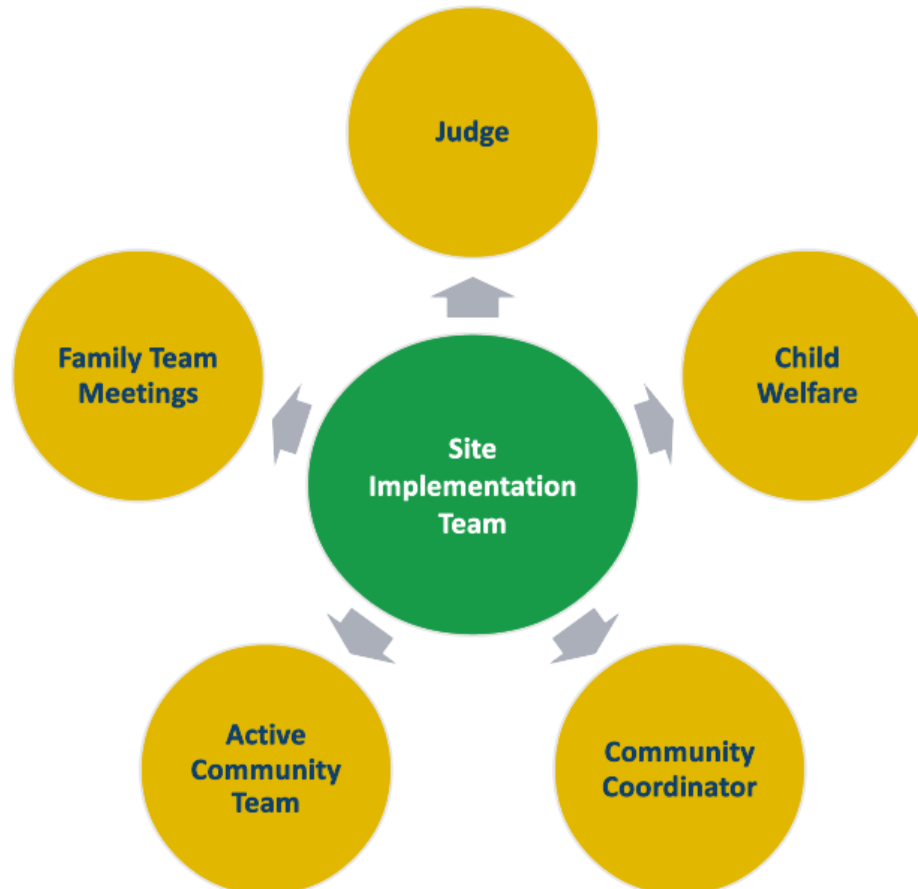 Judge
Family Team
Meetings
Child
Welfare
Site
Implementation
Team
Active
Community
Team
Community
Coordinator